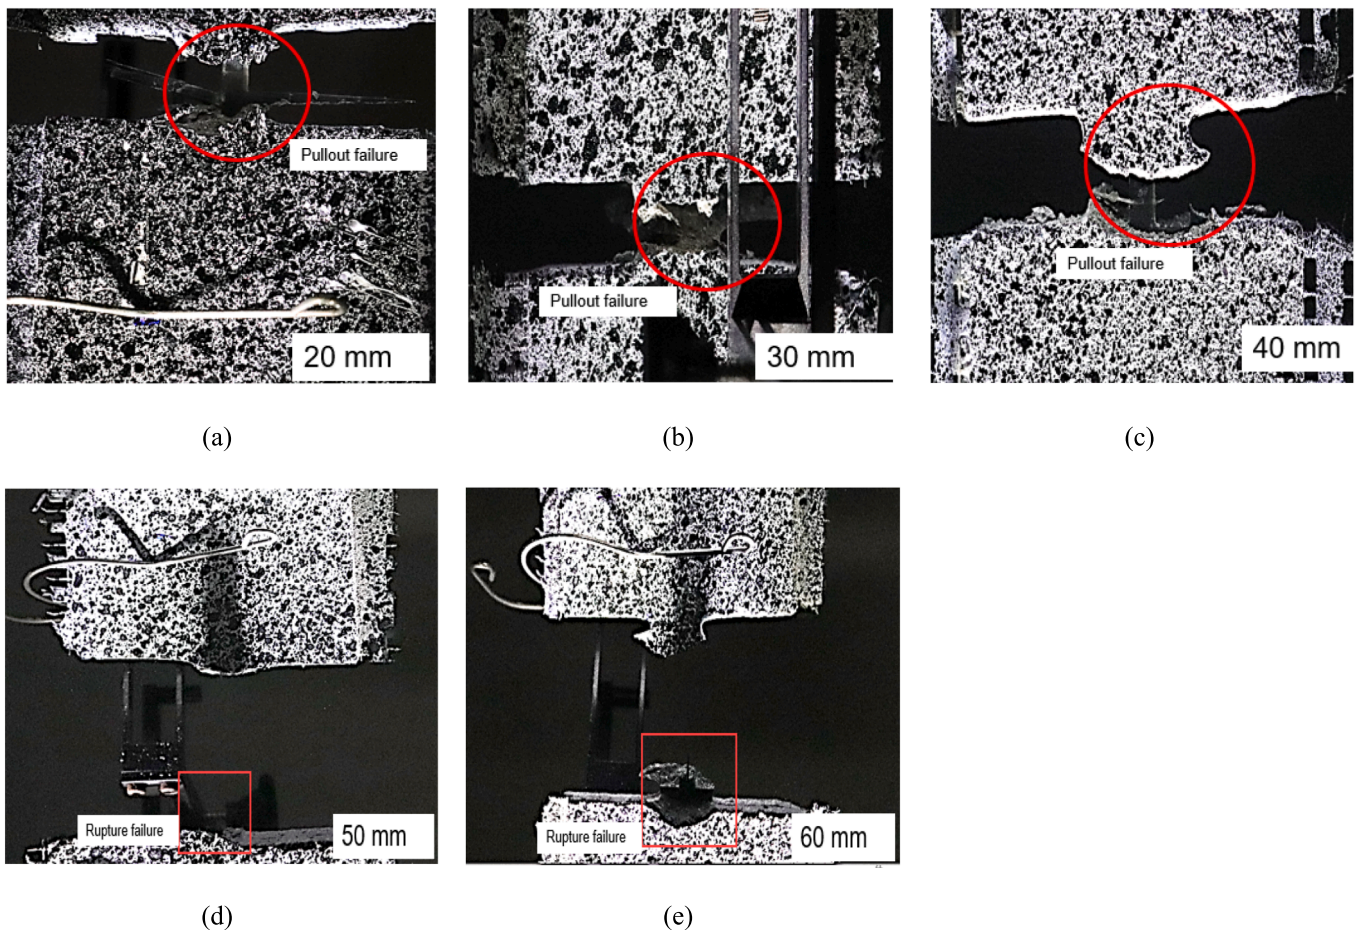 Pullout failure
20 mm
Pullout failure
30 mm
Pullout failure
40 mm
(a)
(b)
(c)
Rupture failure
50 mm
Rupture failure
60 mm
(d)
(e)